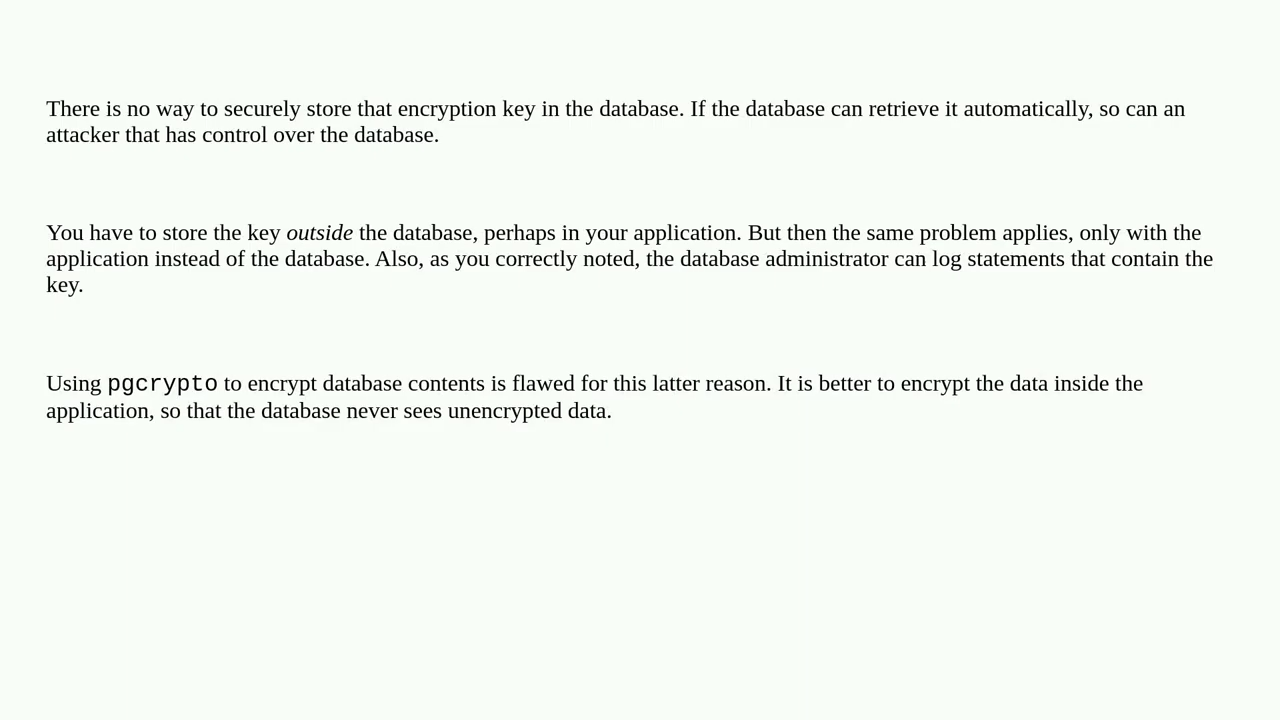 There is no way to securely store that encryption key in the database. If the database can retrieve it automatically, so can an
attacker that has control over the database.
You have to store the key outside the database, perhaps in your application. But then the same problem applies, only with the
application instead of the database. Also, as you correctly noted, the database administrator can log statements that contain the
key.
Using pgcrypto to encrypt database contents is flawed for this latter reason. It is better to encrypt the data inside the
application, so that the database never sees unencrypted data.